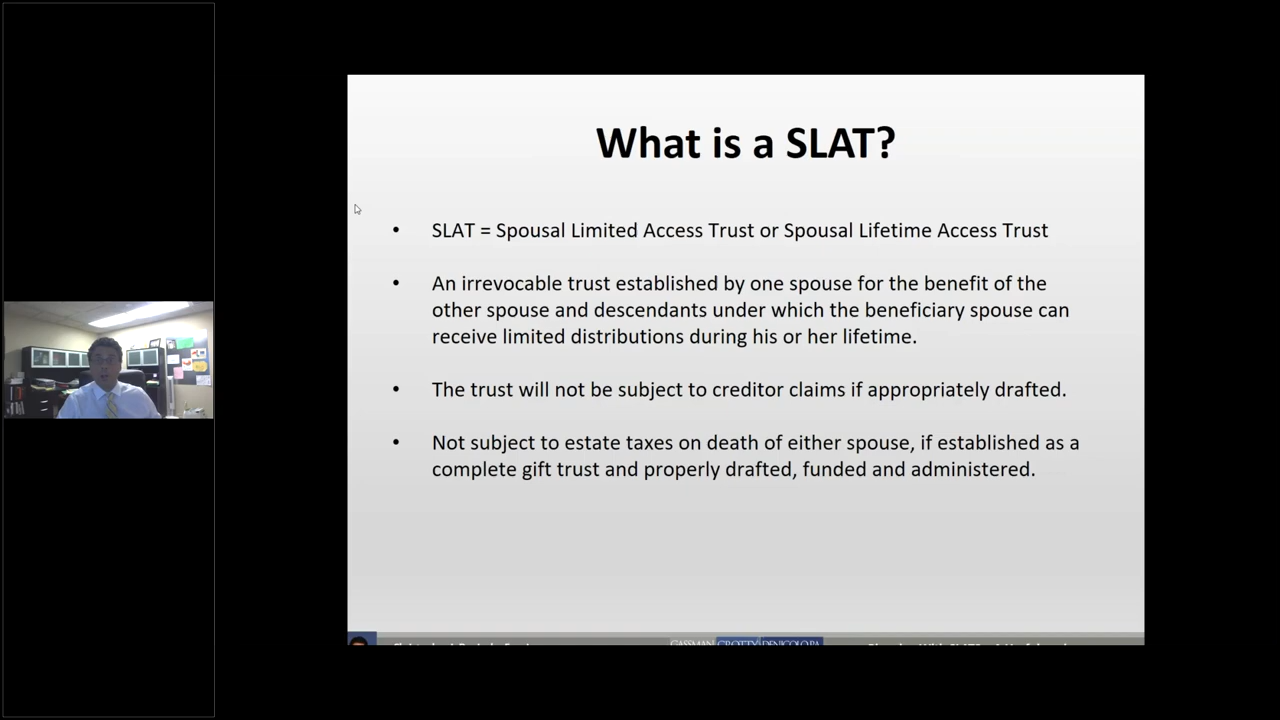 What is a SLAT?
• SLAT = Spousal Limited Access Trust or Spousal Lifetime Access Trust
• An irrevocable trust established by one spouse for the benefit of the
other spouse and descendants under which the beneficiary spouse can
receive limited distributions during his or her lifetime.
• The trust will not be subject to creditor claims if appropriately drafted.
• Not subject to estate taxes on death of either spouse, if established as a
complete gift trust and properly drafted, funded and administered.
GASSMAN CROTTY DENICOLO PA